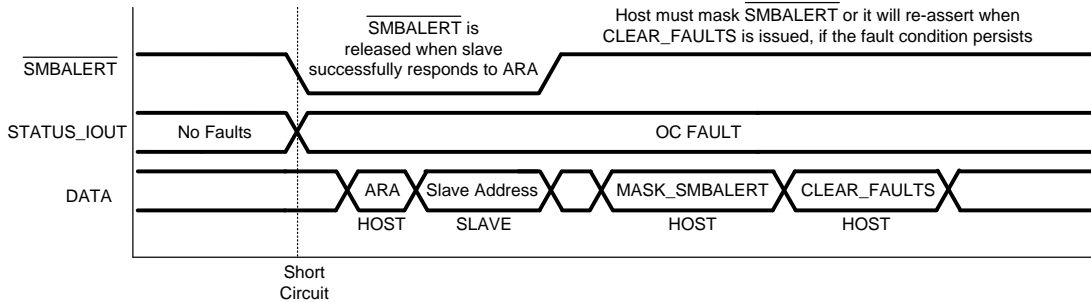 SMBALERT is
released when slave
successfully responds to ARA
Host must mask SMBALERT or it will re-assert when
CLEAR_FAULTS is issued, if the fault condition persists
SMBALERT
STATUS_IOUT
No Faults
OC FAULT
DATA
ARA
Slave Address
MASK_SMBALERT
CLEAR_FAULTS
HOST
SLAVE
HOST
HOST
Short
Circuit